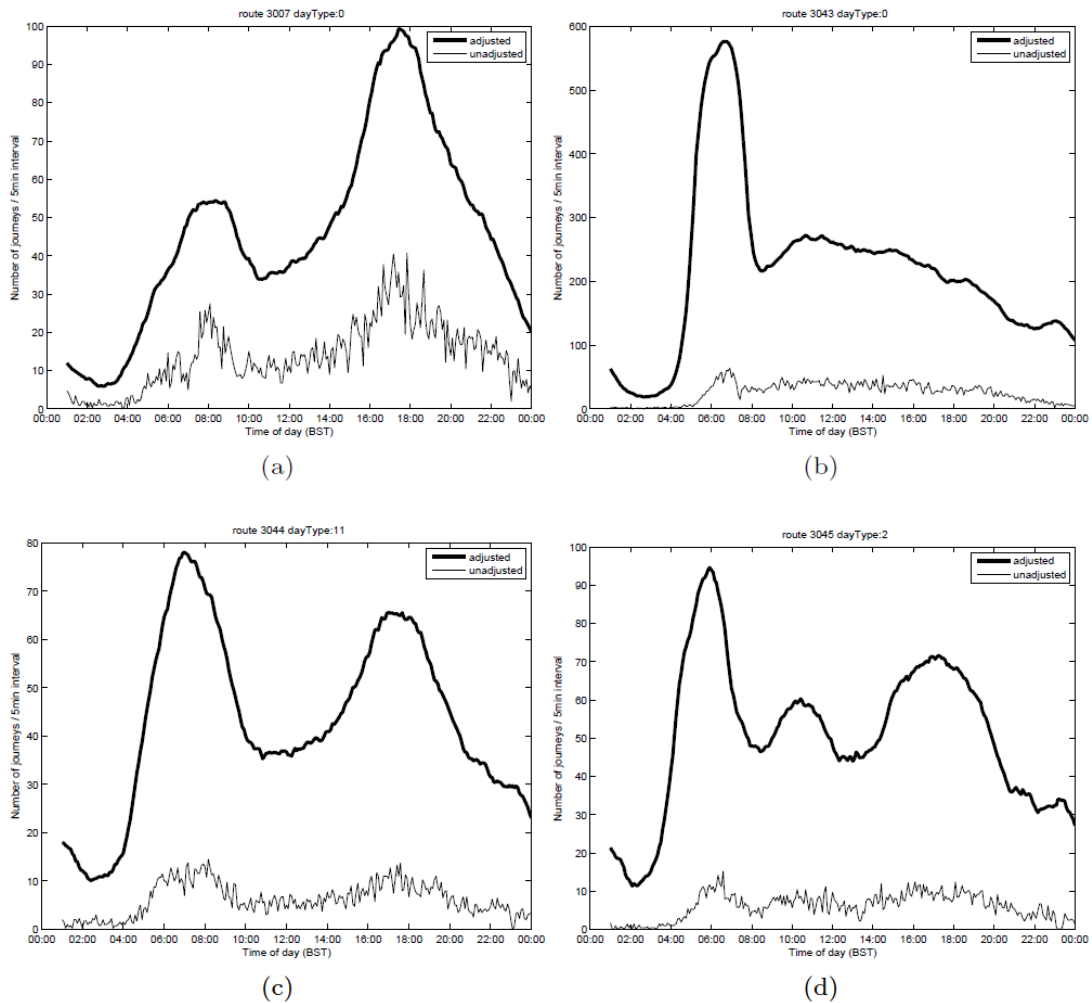 route 3007 dayType:0
adjusted
unadjusted
Number of journeys / 5min interval
100
90
80
70
60
50
40
30
20
10
0
00:00 02:00 04:00 06:00 08:00 10:00 12:00 14:00 16:00 18:00 20:00 22:00 00:00
Time of day (BST)
(a)
route 3043 dayType:0
adjusted
unadjusted
Number of journeys / 5min interval
600
500
400
300
200
100
0
00:00 02:00 04:00 06:00 08:00 10:00 12:00 14:00 16:00 18:00 20:00 22:00 00:00
Time of day (BST)
(b)
route 3044 dayType:11
adjusted
unadjusted
Number of journeys / 5min interval
80
70
60
50
40
30
20
10
0
00:00 02:00 04:00 06:00 08:00 10:00 12:00 14:00 16:00 18:00 20:00 22:00 00:00
Time of day (BST)
(c)
route 3045 dayType:2
adjusted
unadjusted
Number of journeys / 5min interval
100
90
80
70
60
50
40
30
20
10
0
00:00 02:00 04:00 06:00 08:00 10:00 12:00 14:00 16:00 18:00 20:00 22:00 00:00
Time of day (BST)
(d)